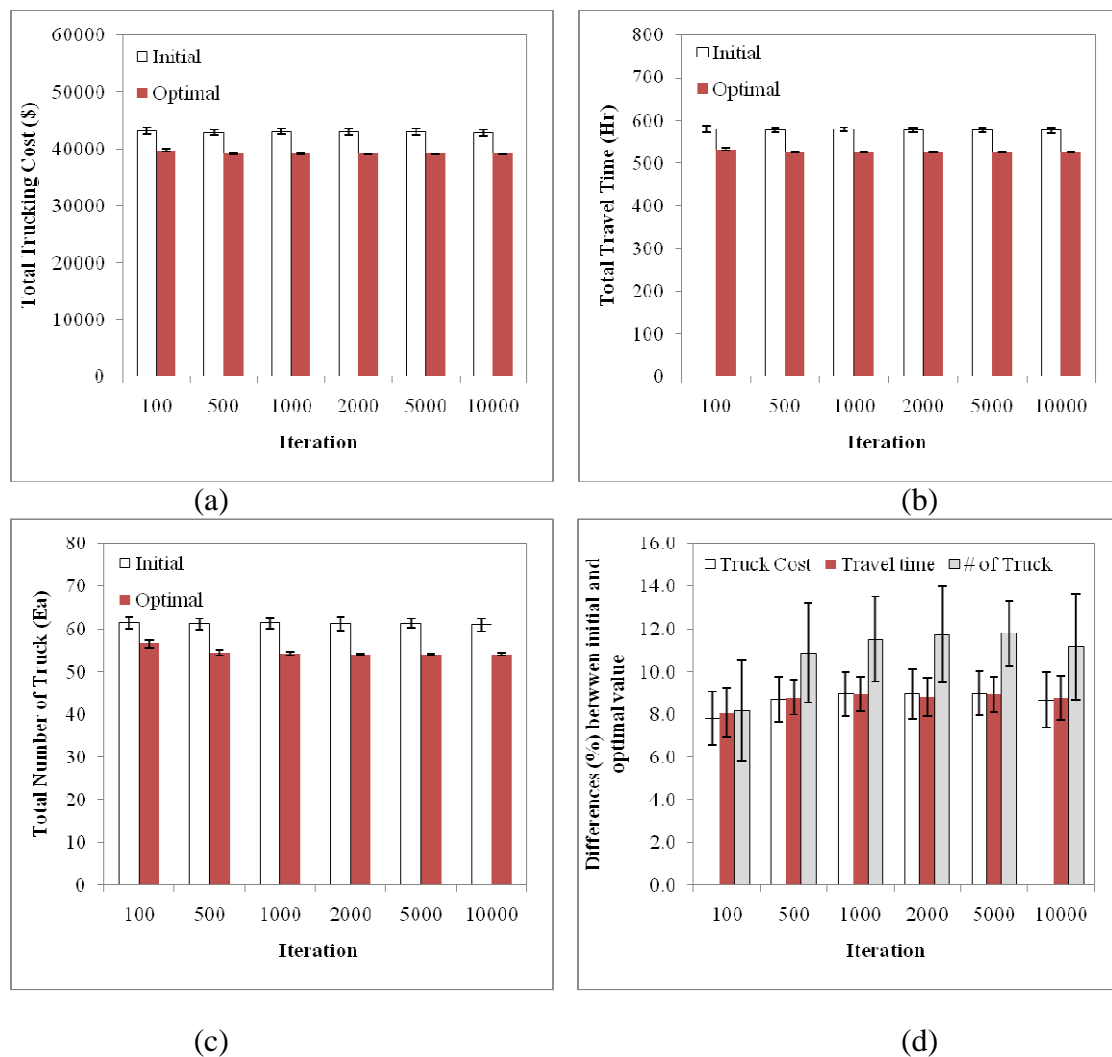 60000
50000
40000
30000
20000
10000
0
Total Trucking Cost ($)
Initial
Optimal
100 500 1000 2000 5000 10000
Iteration
(a)
800
700
600
500
400
300
200
100
0
Total Travel Time (Hr)
Initial
Optimal
100 500 1000 2000 5000 10000
Iteration
(b)
80
70
60
50
40
30
20
10
0
Total Number of Truck (Ea)
Initial
Optimal
100 500 1000 2000 5000 10000
Iteration
(c)
16.0
14.0
12.0
10.0
8.0
6.0
4.0
2.0
0.0
Differences (%) betwwen initial and
optimal value
Truck Cost Travel time # of Truck
100 500 1000 2000 5000 10000
Iteration
(d)